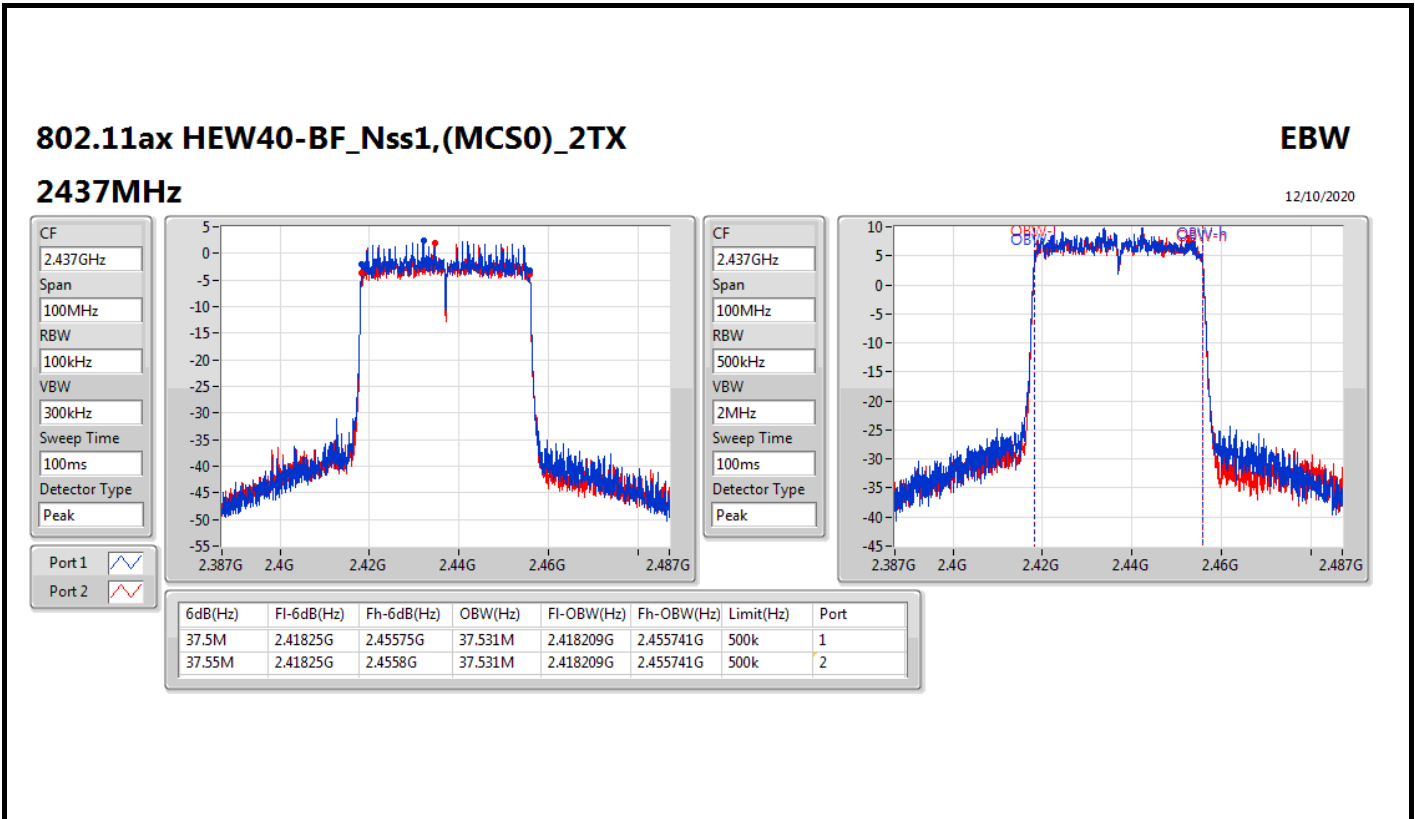 802.11ax HEW40-BF_Nss1,(MCS0)_2TX
EBW
2437MHz
12/10/2020
CF
2.437GHz
Span
100MHz
RBW
100kHz
VBW
300kHz
Sweep Time
100ms
Detector Type
Peak
Port 1
Port 2
5
0
-5
-10
-15
-20
-25
-30
-35
-40
-45
-50
-55
2.387G 2.4G 2.42G 2.44G 2.46G 2.487G
CF
2.437GHz
Span
100MHz
RBW
500kHz
VBW
2MHz
Sweep Time
100ms
Detector Type
Peak
10
5
0
-5
-10
-15
-20
-25
-30
-35
-40
-45
OBW-l
OBW-h
2.387G 2.4G 2.42G 2.44G 2.46G 2.487G
6dB(Hz) Fl-6dB(Hz) Fh-6dB(Hz) OBW(Hz) Fl-OBW(Hz) Fh-OBW(Hz) Limit(Hz) Port
37.5M 2.41825G 2.45575G 37.531M 2.418209G 2.455741G 500k 1
37.55M 2.41825G 2.4558G 37.531M 2.418209G 2.455741G 500k 2